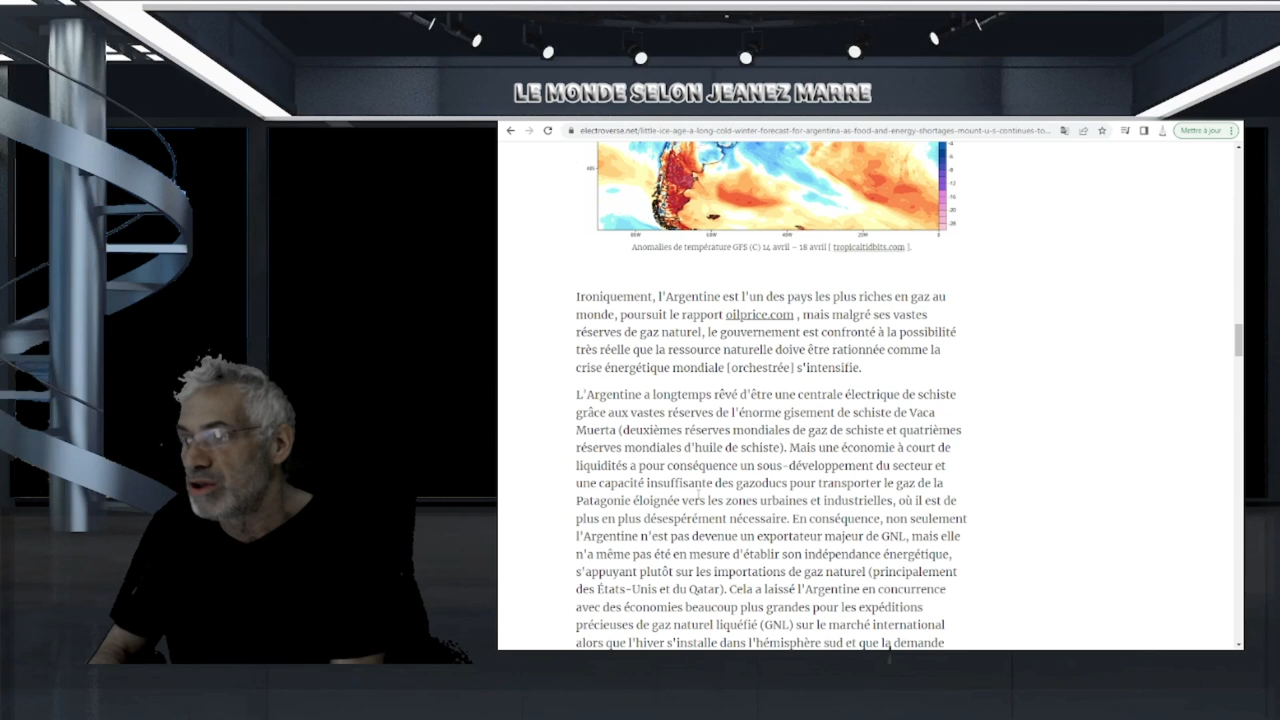 LE MONDE SELON JEANEZ MARRE
electroverse.net/little-ice-age-a-long-cold-winter-forecast-for-argentina-as-food-and-energy-shortages-mount-u-s-continues-to...
Mettre à jour
Anomalies de température GFS (C) 14 avril – 18 avril [ tropicaltidbits.com ].
Ironiquement, l'Argentine est l'un des pays les plus riches en gaz au
monde, poursuit le rapport oilprice.com , mais malgré ses vastes
réserves de gaz naturel, le gouvernement est confronté à la possibilité
très réelle que la ressource naturelle doive être rationnée comme la
crise énergétique mondiale [orchestrée] s'intensifie.
L'Argentine a longtemps rêvé d'être une centrale électrique de schiste
grâce aux vastes réserves de l'énorme gisement de schiste de Vaca
Muerta (deuxièmes réserves mondiales de gaz de schiste et quatrièmes
réserves mondiales d'huile de schiste). Mais une économie à court de
liquidités a pour conséquence un sous-développement du secteur et
une capacité insuffisante des gazoducs pour transporter le gaz de la
Patagonie éloignée vers les zones urbaines et industrielles, où il est de
plus en plus désespérément nécessaire. En conséquence, non seulement
l'Argentine n'est pas devenue un exportateur majeur de GNL, mais elle
n'a même pas été en mesure d'établir son indépendance énergétique,
s'appuyant plutôt sur les importations de gaz naturel (principalement
des États-Unis et du Qatar). Cela a laissé l'Argentine en concurrence
avec des économies beaucoup plus grandes pour les expéditions
précieuses de gaz naturel liquéfié (GNL) sur le marché international
alors que l'hiver s'installe dans l'hémisphère sud et que la demande